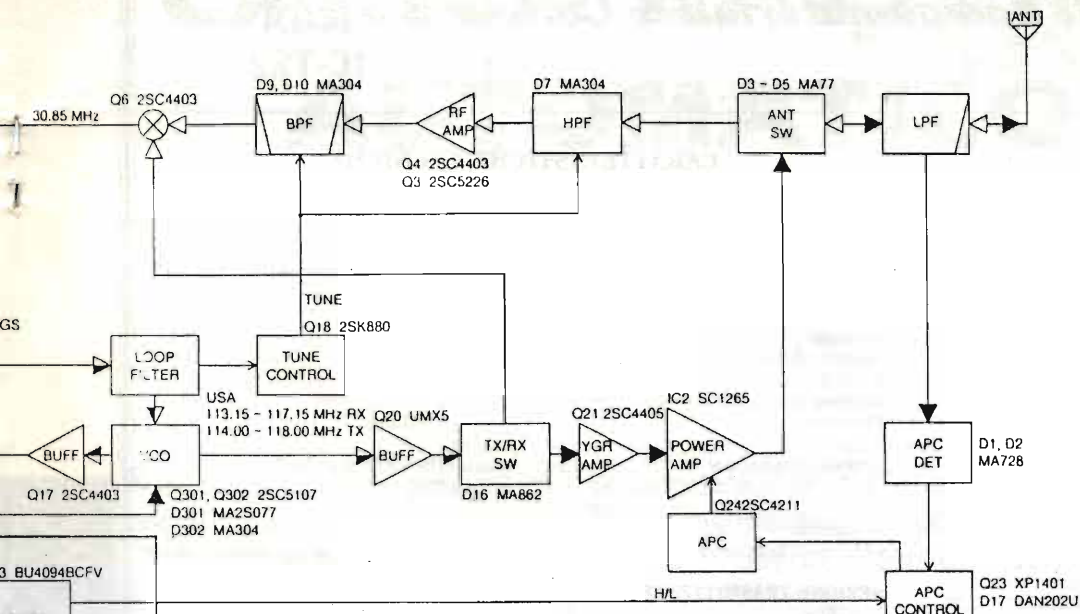 ANT
D9, D10 MA304
D7 MA304
D3 - D5 MA77
Q6 2SC4403
30.85 MHz
BPF
RF
AMP
HPF
ANT
SW
LPF
Q4 2SC4403
Q3 2SC5226
TUNE
Q18 2SK880
GS
LOOP
FILTER
TUNE
CONTROL
USA
113.15 - 117.15 MHz RX
114.00 - 118.00 MHz TX
Q20 UMX5
Q21 2SC4405
IC2 SC1265
BUFF
VCO
BUFF
TX/RX
SW
YGR
AMP
POWER
AMP
APC
DET
D1, D2
MA728
Q17 2SC4403
Q301, Q302 2SC5107
D301 MA2S077
D302 MA304
D16 MA862
Q242SC4211
APC
3 BU4094BCFV
H/L
APC
CONTROL
Q23 XP1401
D17 DAN202U